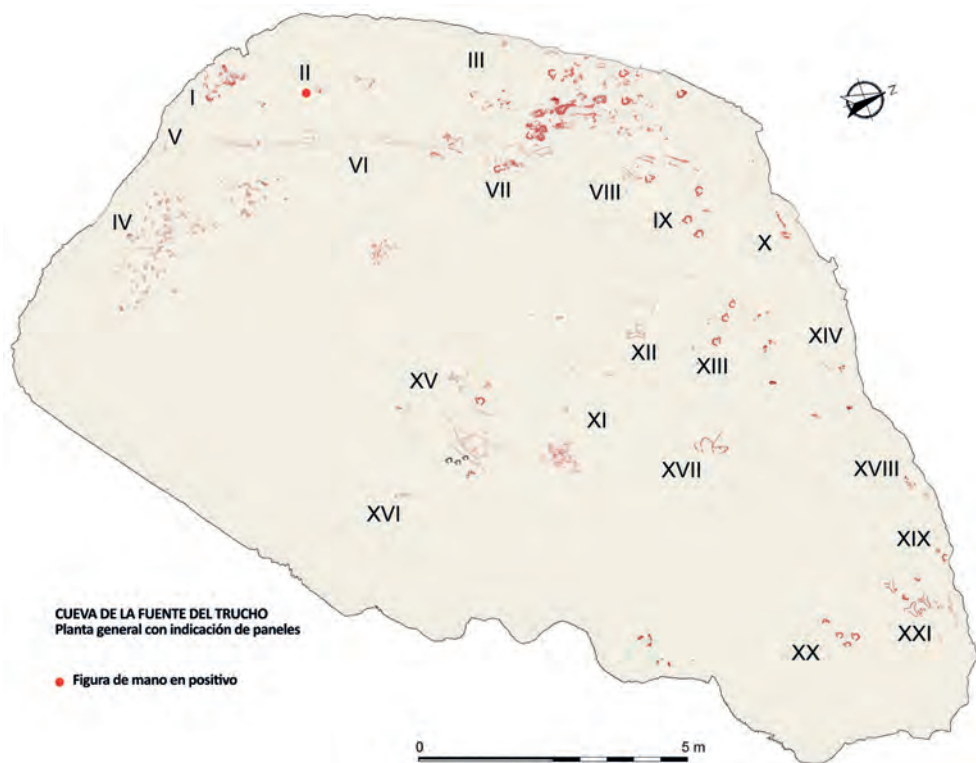 III
II
I
Z
V
VI
VII
VIII
IX
IV
X
XII
XIII
XIV
XV
XI
XVII
XVIII
XVI
XIX
CUEVA DE LA FUENTE DEL TRUCHO
Planta general con indicación de paneles
XXI
XX
Figura de mano en positivo
0 5 m